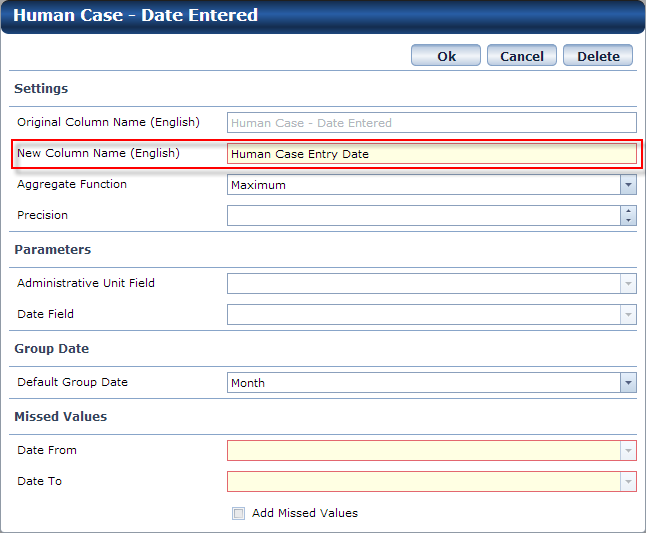 Human Case - Date Entered
Ok Cancel Delete
Settings
Original Column Name (English) Human Case - Date Entered
New Column Name (English) Human Case Entry Date
Aggregate Function Maximum
Precision
Parameters
Administrative Unit Field
Date Field
Group Date
Default Group Date Month
Missed Values
Date From
Date To
Add Missed Values